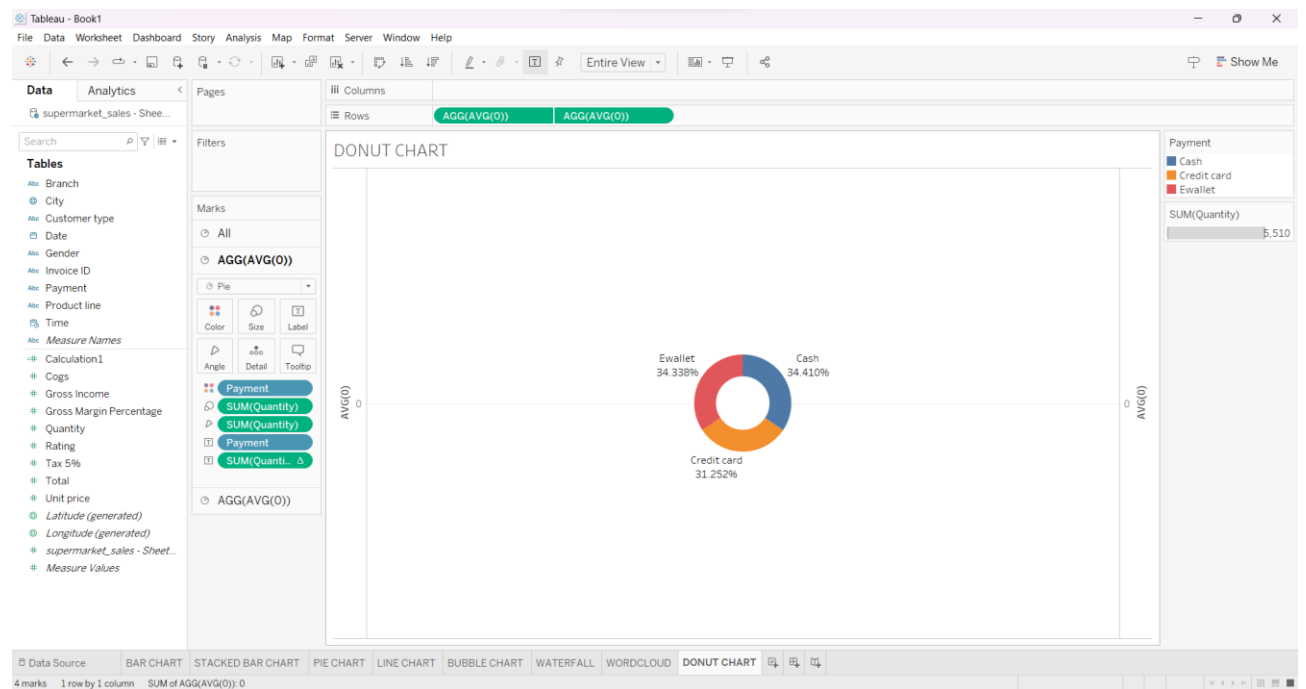 Tableau - Book1
File Data Worksheet Dashboard Story Analysis Map Format Server Window Help
Entire View
Show Me
Data Analytics
supermarket_sales - Shee...
Search
Tables
Abc Branch
City
Abc Customer type
Date
Abc Gender
Abc Invoice ID
Abc Payment
Abc Product line
Time
Abc Measure Names
Calculation1
Cogs
Gross Income
Gross Margin Percentage
Quantity
Rating
Tax 5%
Total
Unit price
Latitude (generated)
Longitude (generated)
supermarket_sales - Sheet...
Measure Values
Pages
Filters
Marks
All
AGG(AVG(0))
Pie
Color Size Label
Angle Detail Tooltip
Payment
SUM(Quantity)
SUM(Quantity)
Payment
SUM(Quanti.. Δ
AGG(AVG(0))
Columns
Rows AGG(AVG(0)) AGG(AVG(0))
DONUT CHART
AVG(0)
0
Ewallet
34.338%
Cash
34.410%
Credit card
31.252%
0
AVG(0)
Payment
Cash
Credit card
Ewallet
SUM(Quantity)
5,510
Data Source BAR CHART STACKED BAR CHART PIE CHART LINE CHART BUBBLE CHART WATERFALL WORDCLOUD DONUT CHART
4 marks 1 row by 1 column SUM of AGG(AVG(0)): 0